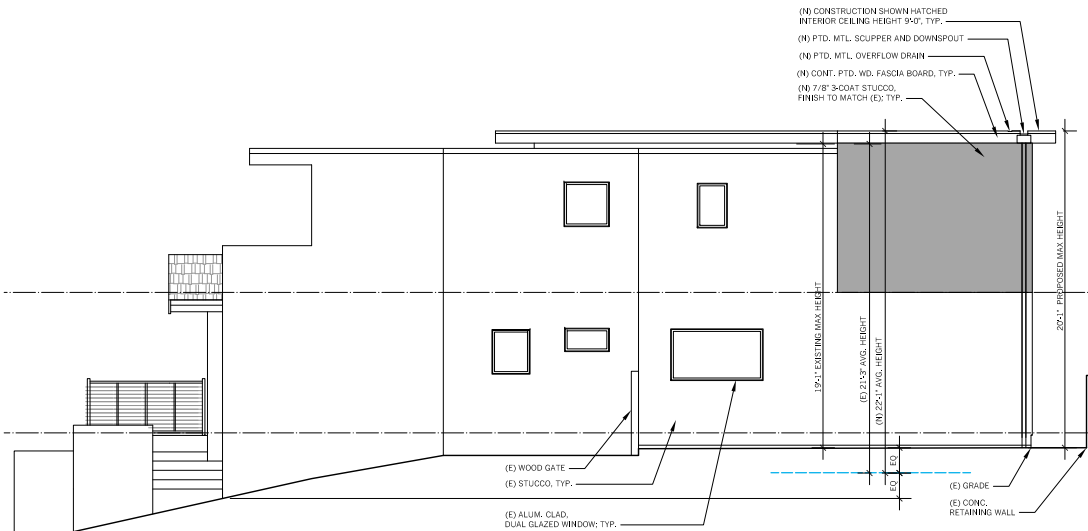 (N) CONSTRUCTION SHOWN HATCHED
INTERIOR CEILING HEIGHT 9'-0", TYP.
(N) PTD. MTL. SCUPPER AND DOWNSPOUT
(N) PTD. MTL. OVERFLOW DRAIN
(N) CONT. PTD. WD. FASCIA BOARD, TYP.
(N) 7/8" 3-COAT STUCCO,
FINISH TO MATCH (E); TYP.
19'-1" EXISTING MAX HEIGHT
(E) 21'-3" AVG. HEIGHT
(N) 22'-1" AVG. HEIGHT
20'-1" PROPOSED MAX HEIGHT
EQ
EQ
(E) WOOD GATE
(E) STUCCO, TYP.
(E) ALUM. CLAD,
DUAL GLAZED WINDOW; TYP.
(E) GRADE
(E) CONC.
RETAINING WALL